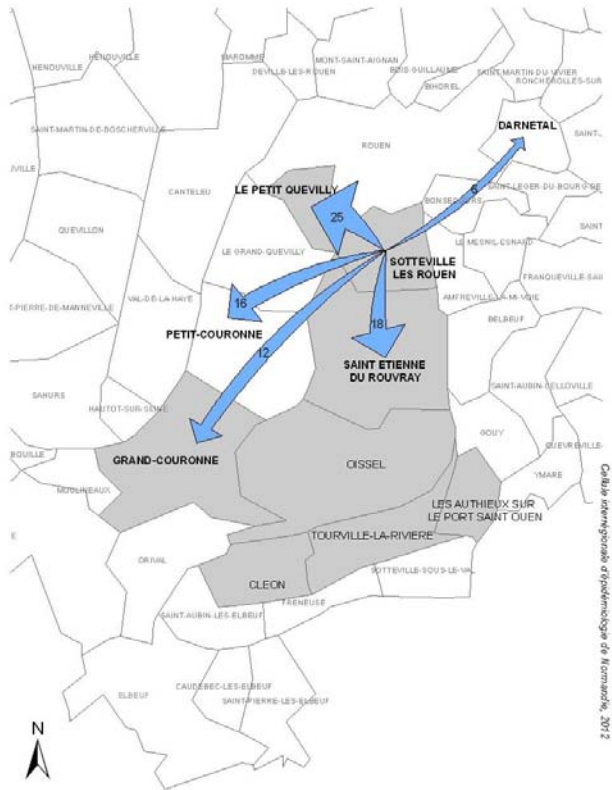 HENOUVILLE
HENOUVILLE
MAROMME
MONT-SAINT-AIGNAN
DEVILLE-LES-ROUEN
BOIS-GUILLAUME
BIHOREL
SAINT-MARTIN-DU-VIVIER
RONCHEROLLES-SUR
SAINT-MARTIN-DE-BOSCHERVILLE
DARNETAL
ROUEN
SAINT-
UVILLE
CANTELEU
LE PETIT QUEVILLY
6
SAINT-LEGER-DU-BOURG-DE
BONSECOURS
25
QUEVILLON
SAINT
LE GRAND-QUEVILLY
LE MESNIL-ESNARD
SOTTEVILLE
LES ROUEN
FRANQUEVILLE-SAI
T-PIERRE-DE-MANNEVILLE
VAL-DE-LA-HAYE
16
AMFREVILLE-LA-MI-VOIE
18
BELBEUF
PETIT-COURONNE
12
SAINT ETIENNE
DU ROUVRAY
SAINT-AUBIN-CELLOVILLE
SAHURS
HAUTOT-SUR-SEINE
GOUY
QUEVREVILLE-
BOUILLE
GRAND-COURONNE
OISSEL
YMARE
MOULINEAUX
LES AUTHIEUX SUR
LE PORT SAINT OUEN
E
TOURVILLE-LA-RIVIERE
ORIVAL
SOTTEVILLE-SOUS-LE-VAL
CLEON
FRENEUSE
SAINT-AUBIN-LES-ELBEUF
CAUDEBEC-LES-ELBEUF
ELBEUF
SAINT-PIERRE-LES-ELBEUF
N
Cellule interrégionale d'épidémiologie de Normandie, 2012